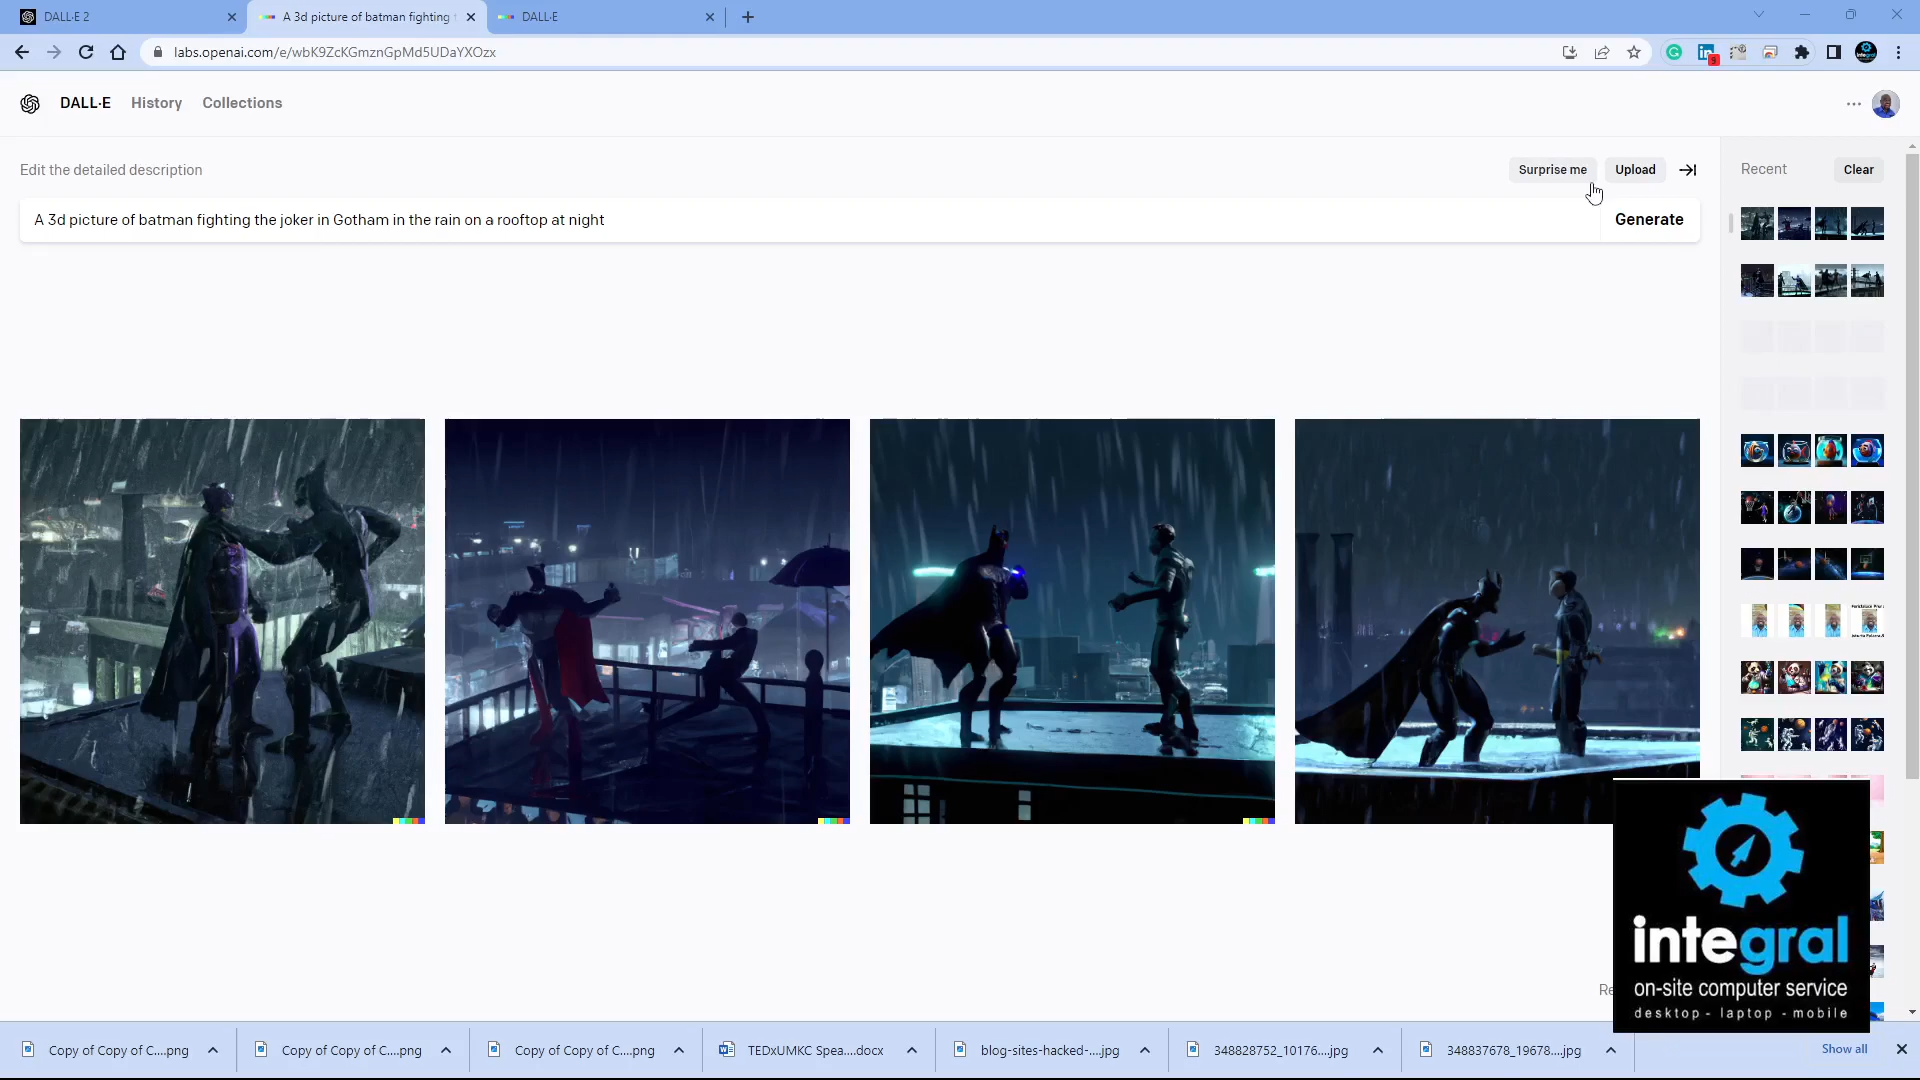 DALL·E 2
A 3d picture of batman fighting
DALL·E
labs.openai.com/e/wbK9ZcKGmznGpMd5UDaYXOzx
9
DALL·E
History
Collections
Edit the detailed description
Surprise me
Upload
Recent
Clear
A 3d picture of batman fighting the joker in Gotham in the rain on a rooftop at night
Generate
integral
on-site computer service
desktop - laptop - mobile
Re
Copy of Copy of C....png
Copy of Copy of C....png
Copy of Copy of C....png
TEDxUMKC Spea....docx
blog-sites-hacked-....jpg
348828752_10176....jpg
348837678_19678....jpg
Show all